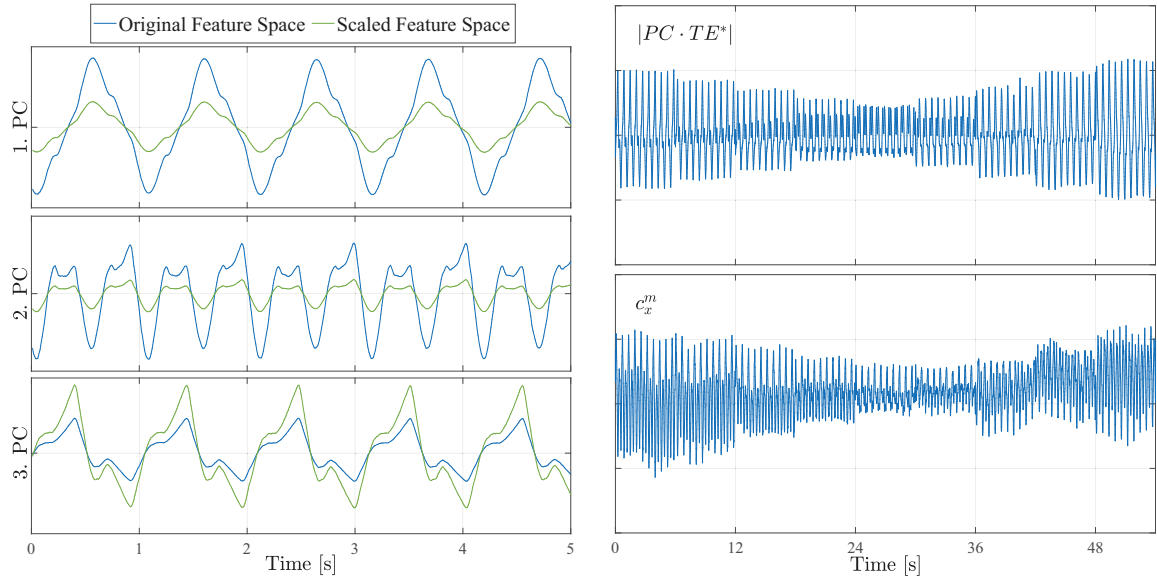 Original Feature Space Scaled Feature Space
1. PC
2. PC
3. PC
0 1 2 3 4 5
Time [s]
|PC · TE*|
c_x^m
0 12 24 36 48
Time [s]